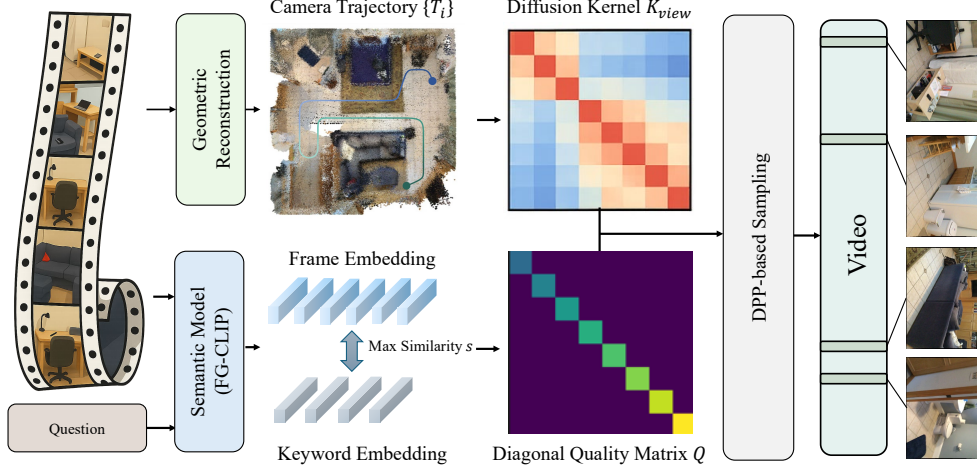 Camera Trajectory {T_i}
Diffusion Kernel K_view
Geometric
Reconstruction
Frame Embedding
Semantic Model
(FG-CLIP)
Max Similarity s
Question
Keyword Embedding
Diagonal Quality Matrix Q
DPP-based Sampling
Video